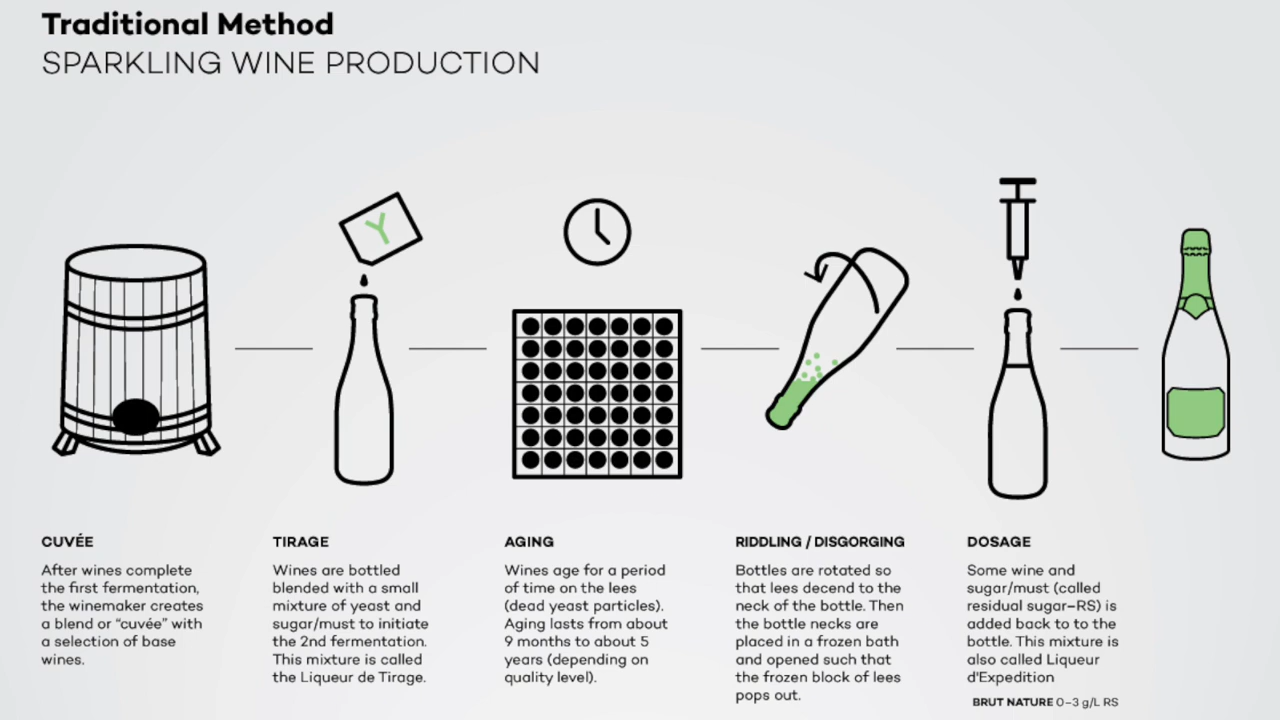 Traditional Method
SPARKLING WINE PRODUCTION
Y
CUVÉE
After wines complete
the first fermentation,
the winemaker creates
a blend or “cuvée” with
a selection of base
wines.
TIRAGE
Wines are bottled
blended with a small
mixture of yeast and
sugar/must to initiate
the 2nd fermentation.
This mixture is called
the Liqueur de Tirage.
AGING
Wines age for a period
of time on the lees
(dead yeast particles).
Aging lasts from about
9 months to about 5
years (depending on
quality level).
RIDDLING / DISGORGING
Bottles are rotated so
that lees decend to the
neck of the bottle. Then
the bottle necks are
placed in a frozen bath
and opened such that
the frozen block of lees
pops out.
DOSAGE
Some wine and
sugar/must (called
residual sugar–RS) is
added back to to the
bottle. This mixture is
also called Liqueur
d'Expedition
BRUT NATURE 0–3 g/L RS